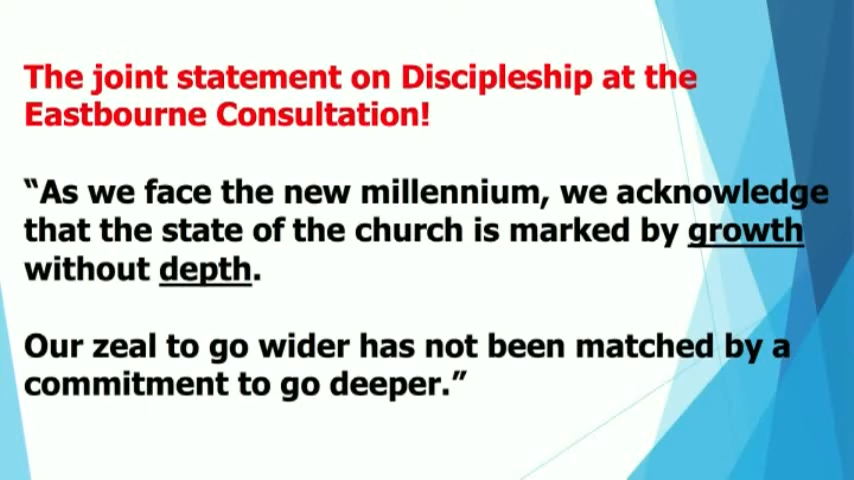 The joint statement on Discipleship at the
Eastbourne Consultation!
“As we face the new millennium, we acknowledge
that the state of the church is marked by growth
without depth.
Our zeal to go wider has not been matched by a
commitment to go deeper.”